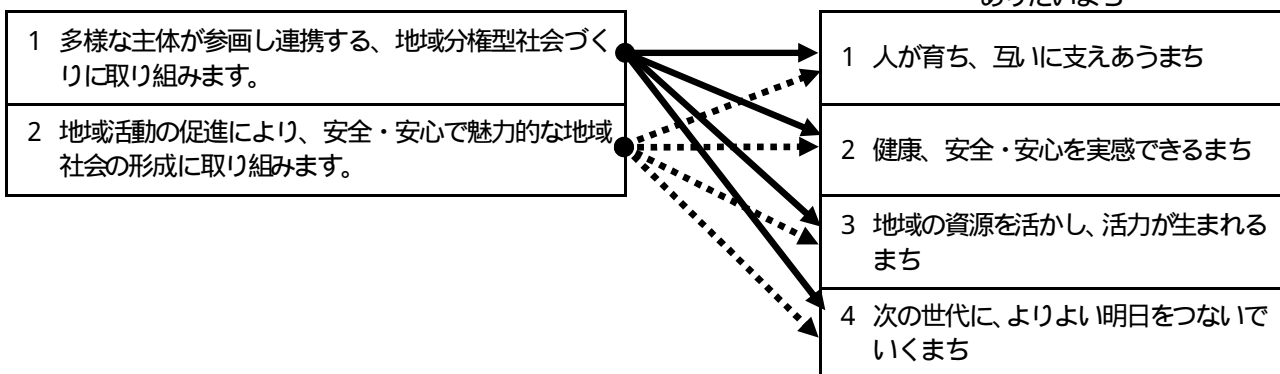 ありたいまち
1 多様な主体が参画し連携する、地域分権型社会づく
りに取り組みます。
2 地域活動の促進により、安全・安心で魅力的な地域
社会の形成に取り組みます。
1 人が育ち、互いに支えあうまち
2 健康、安全・安心を実感できるまち
3 地域の資源を活かし、活力が生まれる
まち
4 次の世代に、よりよい明日をつないで
いくまち